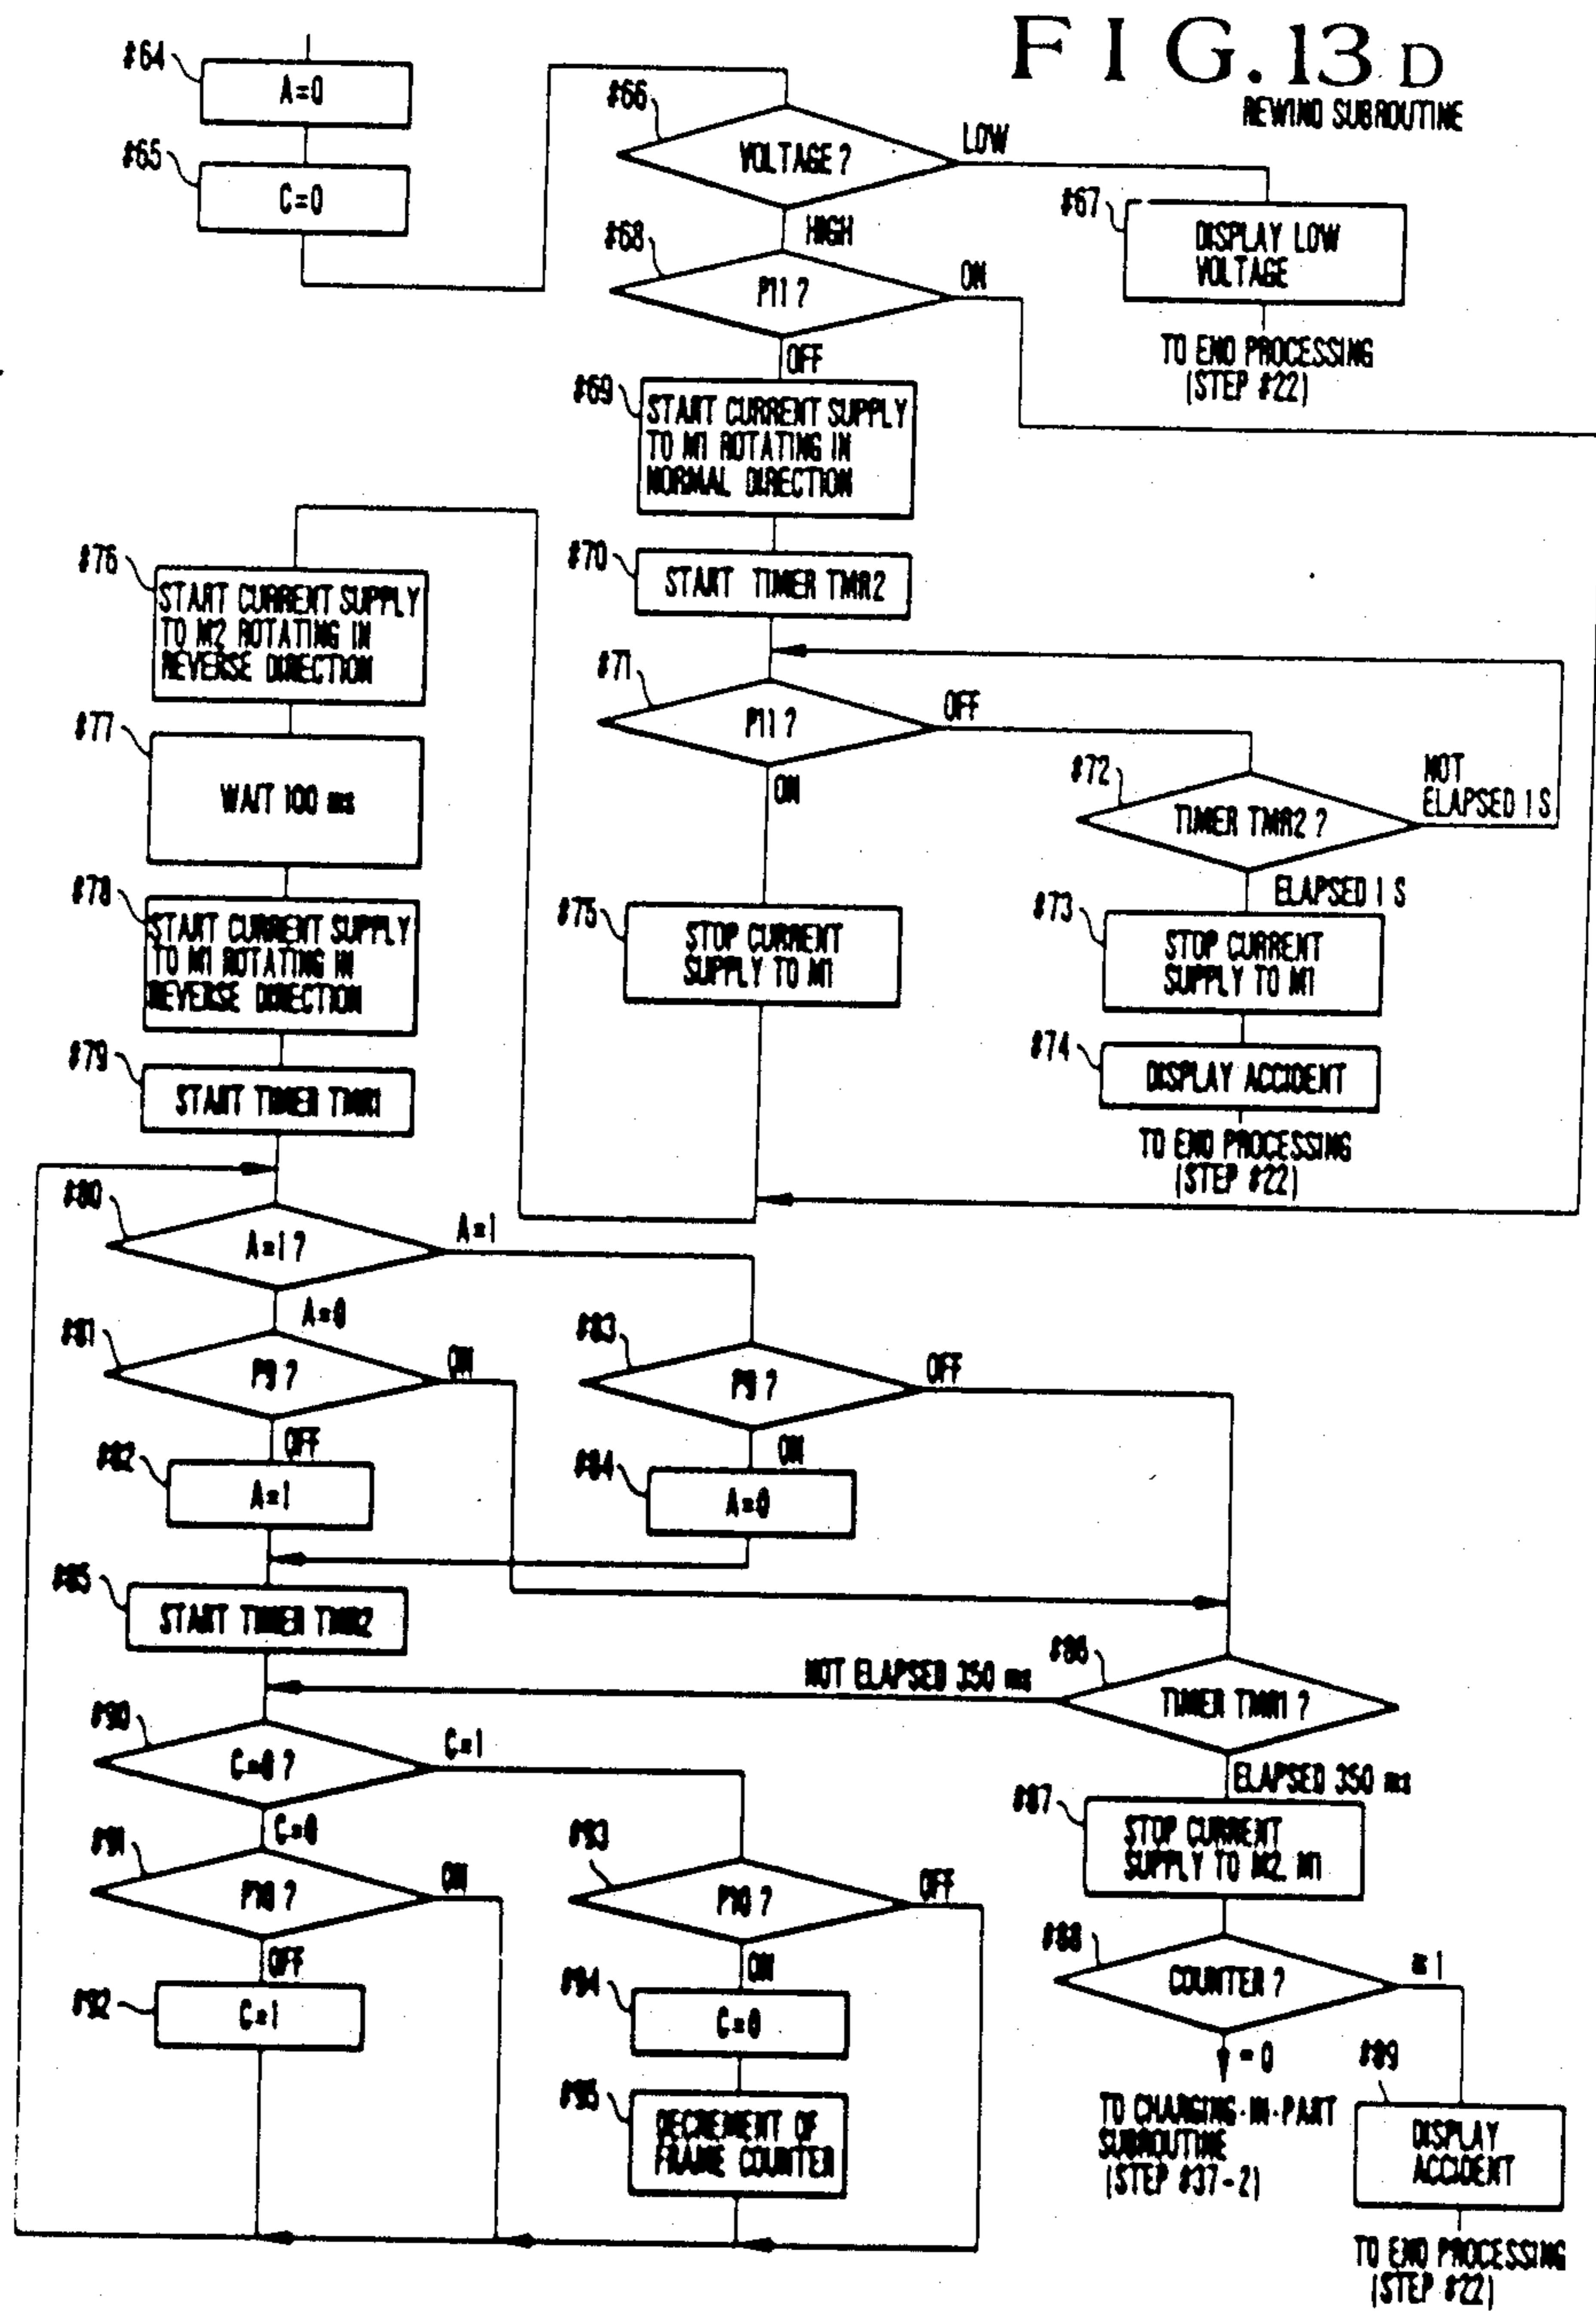 FIG. 13 D
REWIND SUBROUTINE
#64
A=0
#65
C=0
#66
VOLTAGE ?
LOW
HIGH
#67
DISPLAY LOW
VOLTAGE
TO END PROCESSING
(STEP #22)
#68
P11 ?
ON
OFF
#69
START CURRENT SUPPLY
TO M1 ROTATING IN
NORMAL DIRECTION
#70
START TIMER TMR2
#71
P11 ?
OFF
ON
#72
TIMER TMR2 ?
NOT
ELAPSED 1 S
ELAPSED 1 S
#73
STOP CURRENT
SUPPLY TO M1
#74
DISPLAY ACCIDENT
TO END PROCESSING
(STEP #22)
#75
STOP CURRENT
SUPPLY TO M1
#76
START CURRENT SUPPLY
TO M2 ROTATING IN
REVERSE DIRECTION
#77
WAIT 100 ms
#78
START CURRENT SUPPLY
TO M1 ROTATING IN
REVERSE DIRECTION
#79
START TIMER TMR1
#80
A=1 ?
A=1
A=0
#81
P9 ?
ON
OFF
#82
A=1
#83
P9 ?
OFF
ON
#84
A=0
#85
START TIMER TMR2
#86
TIMER TMR1 ?
NOT ELAPSED 350 ms
ELAPSED 350 ms
#87
STOP CURRENT
SUPPLY TO M2. M1
#88
COUNTER ?
=1
=0
TO CHARGING-IN-PART
SUBROUTINE
(STEP #37-2)
#89
DISPLAY
ACCIDENT
TO END PROCESSING
(STEP #22)
#90
C=0 ?
C=1
C=0
#91
P10 ?
ON
OFF
#92
C=1
#93
P10 ?
OFF
ON
#94
C=0
#95
DECREMENT OF
FRAME COUNTER